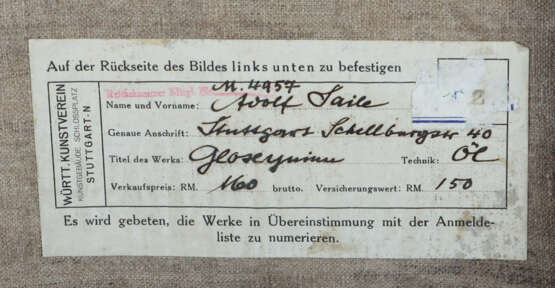 Auf der Rückseite des Bildes links unten zu befestigen
WÜRTT. KUNSTVEREIN
KUNSTGEBÄUDE SCHLOSSPLATZ
STUTTGART-N
M. 4957
2
Name und Vorname: Adolf Saile
Genaue Anschrift: Stuttgart Schellbergstr 40
Titel des Werks: Technik: Öl
Verkaufspreis: RM. 160 brutto. Versicherungswert: RM. 150
Es wird gebeten, die Werke in Übereinstimmung mit der Anmelde-
liste zu numerieren.